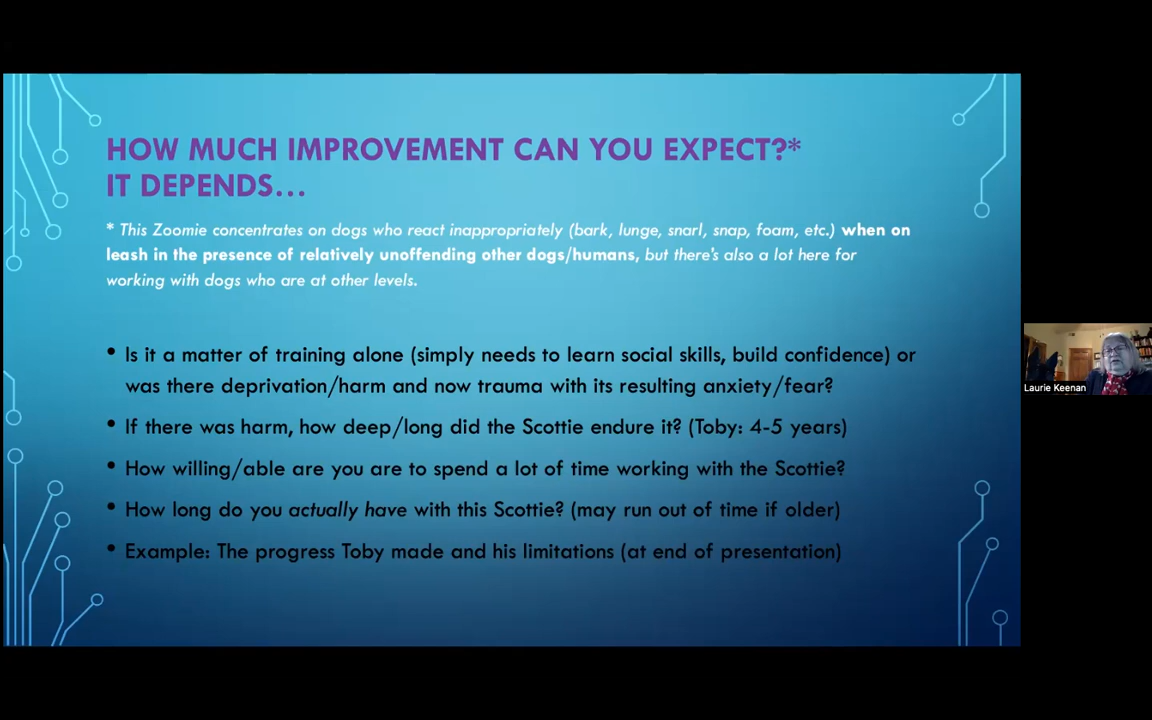 HOW MUCH IMPROVEMENT CAN YOU EXPECT?*
IT DEPENDS…
* This Zoomie concentrates on dogs who react inappropriately (bark, lunge, snarl, snap, foam, etc.) when on
leash in the presence of relatively unoffending other dogs/humans, but there's also a lot here for
working with dogs who are at other levels.
• Is it a matter of training alone (simply needs to learn social skills, build confidence) or
was there deprivation/harm and now trauma with its resulting anxiety/fear?
• If there was harm, how deep/long did the Scottie endure it? (Toby: 4-5 years)
• How willing/able are you are to spend a lot of time working with the Scottie?
• How long do you actually have with this Scottie? (may run out of time if older)
• Example: The progress Toby made and his limitations (at end of presentation)
Laurie Keenan